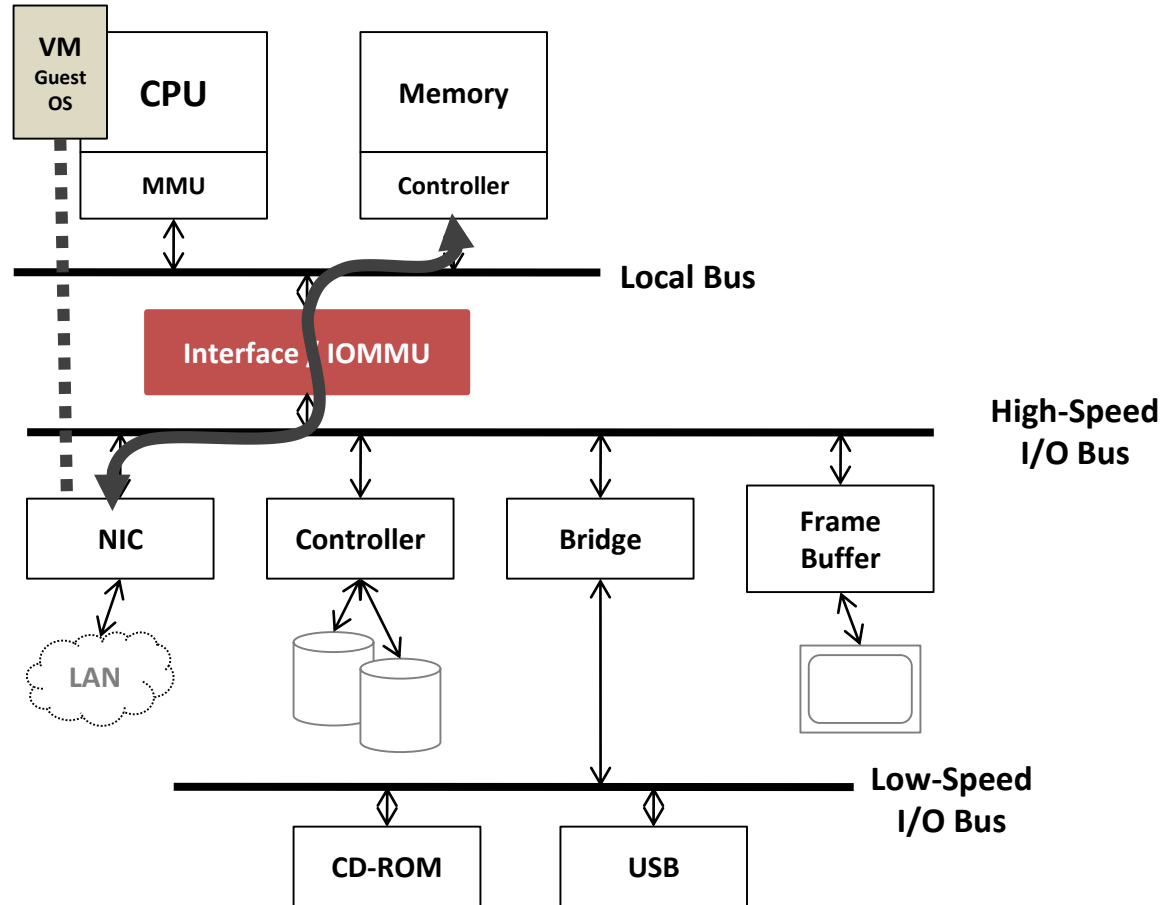 VM
Guest
OS
CPU
Memory
MMU
Controller
Local Bus
Interface / IOMMU
High-Speed
I/O Bus
NIC
Controller
Bridge
Frame
Buffer
LAN
Low-Speed
I/O Bus
CD-ROM
USB